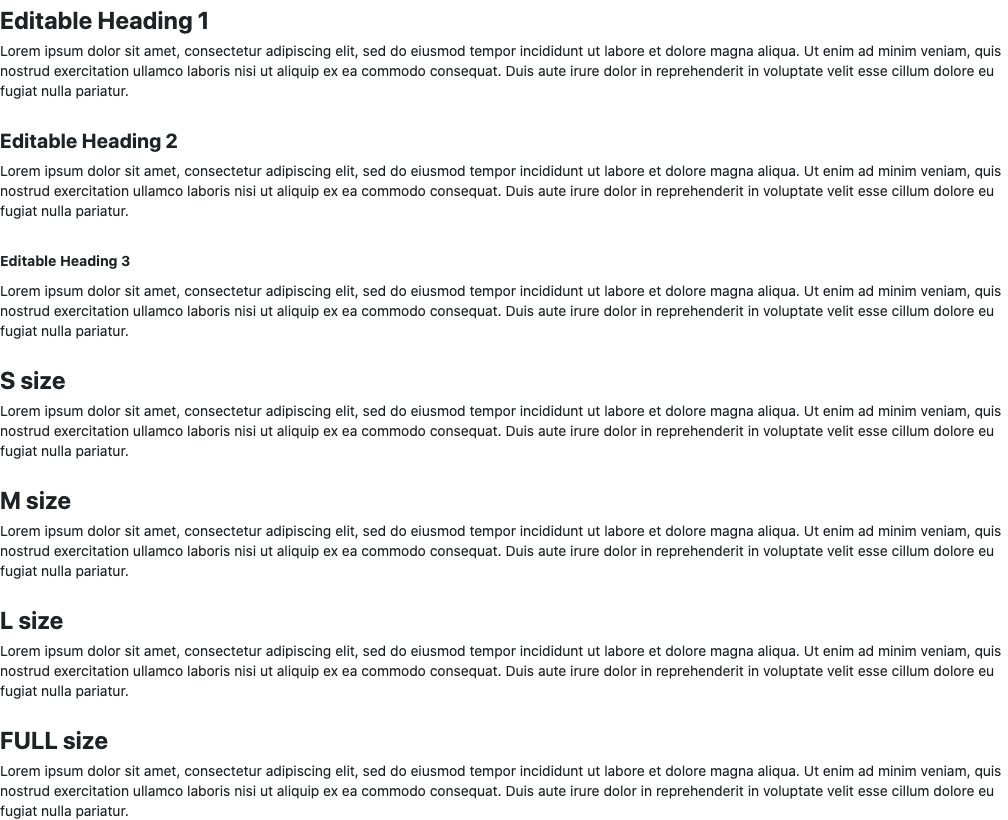 Editable Heading 1
Lorem ipsum dolor sit amet, consectetur adipiscing elit, sed do eiusmod tempor incididunt ut labore et dolore magna aliqua. Ut enim ad minim veniam, quis
nostrud exercitation ullamco laboris nisi ut aliquip ex ea commodo consequat. Duis aute irure dolor in reprehenderit in voluptate velit esse cillum dolore eu
fugiat nulla pariatur.
Editable Heading 2
Lorem ipsum dolor sit amet, consectetur adipiscing elit, sed do eiusmod tempor incididunt ut labore et dolore magna aliqua. Ut enim ad minim veniam, quis
nostrud exercitation ullamco laboris nisi ut aliquip ex ea commodo consequat. Duis aute irure dolor in reprehenderit in voluptate velit esse cillum dolore eu
fugiat nulla pariatur.
Editable Heading 3
Lorem ipsum dolor sit amet, consectetur adipiscing elit, sed do eiusmod tempor incididunt ut labore et dolore magna aliqua. Ut enim ad minim veniam, quis
nostrud exercitation ullamco laboris nisi ut aliquip ex ea commodo consequat. Duis aute irure dolor in reprehenderit in voluptate velit esse cillum dolore eu
fugiat nulla pariatur.
S size
Lorem ipsum dolor sit amet, consectetur adipiscing elit, sed do eiusmod tempor incididunt ut labore et dolore magna aliqua. Ut enim ad minim veniam, quis
nostrud exercitation ullamco laboris nisi ut aliquip ex ea commodo consequat. Duis aute irure dolor in reprehenderit in voluptate velit esse cillum dolore eu
fugiat nulla pariatur.
M size
Lorem ipsum dolor sit amet, consectetur adipiscing elit, sed do eiusmod tempor incididunt ut labore et dolore magna aliqua. Ut enim ad minim veniam, quis
nostrud exercitation ullamco laboris nisi ut aliquip ex ea commodo consequat. Duis aute irure dolor in reprehenderit in voluptate velit esse cillum dolore eu
fugiat nulla pariatur.
L size
Lorem ipsum dolor sit amet, consectetur adipiscing elit, sed do eiusmod tempor incididunt ut labore et dolore magna aliqua. Ut enim ad minim veniam, quis
nostrud exercitation ullamco laboris nisi ut aliquip ex ea commodo consequat. Duis aute irure dolor in reprehenderit in voluptate velit esse cillum dolore eu
fugiat nulla pariatur.
FULL size
Lorem ipsum dolor sit amet, consectetur adipiscing elit, sed do eiusmod tempor incididunt ut labore et dolore magna aliqua. Ut enim ad minim veniam, quis
nostrud exercitation ullamco laboris nisi ut aliquip ex ea commodo consequat. Duis aute irure dolor in reprehenderit in voluptate velit esse cillum dolore eu
fugiat nulla pariatur.